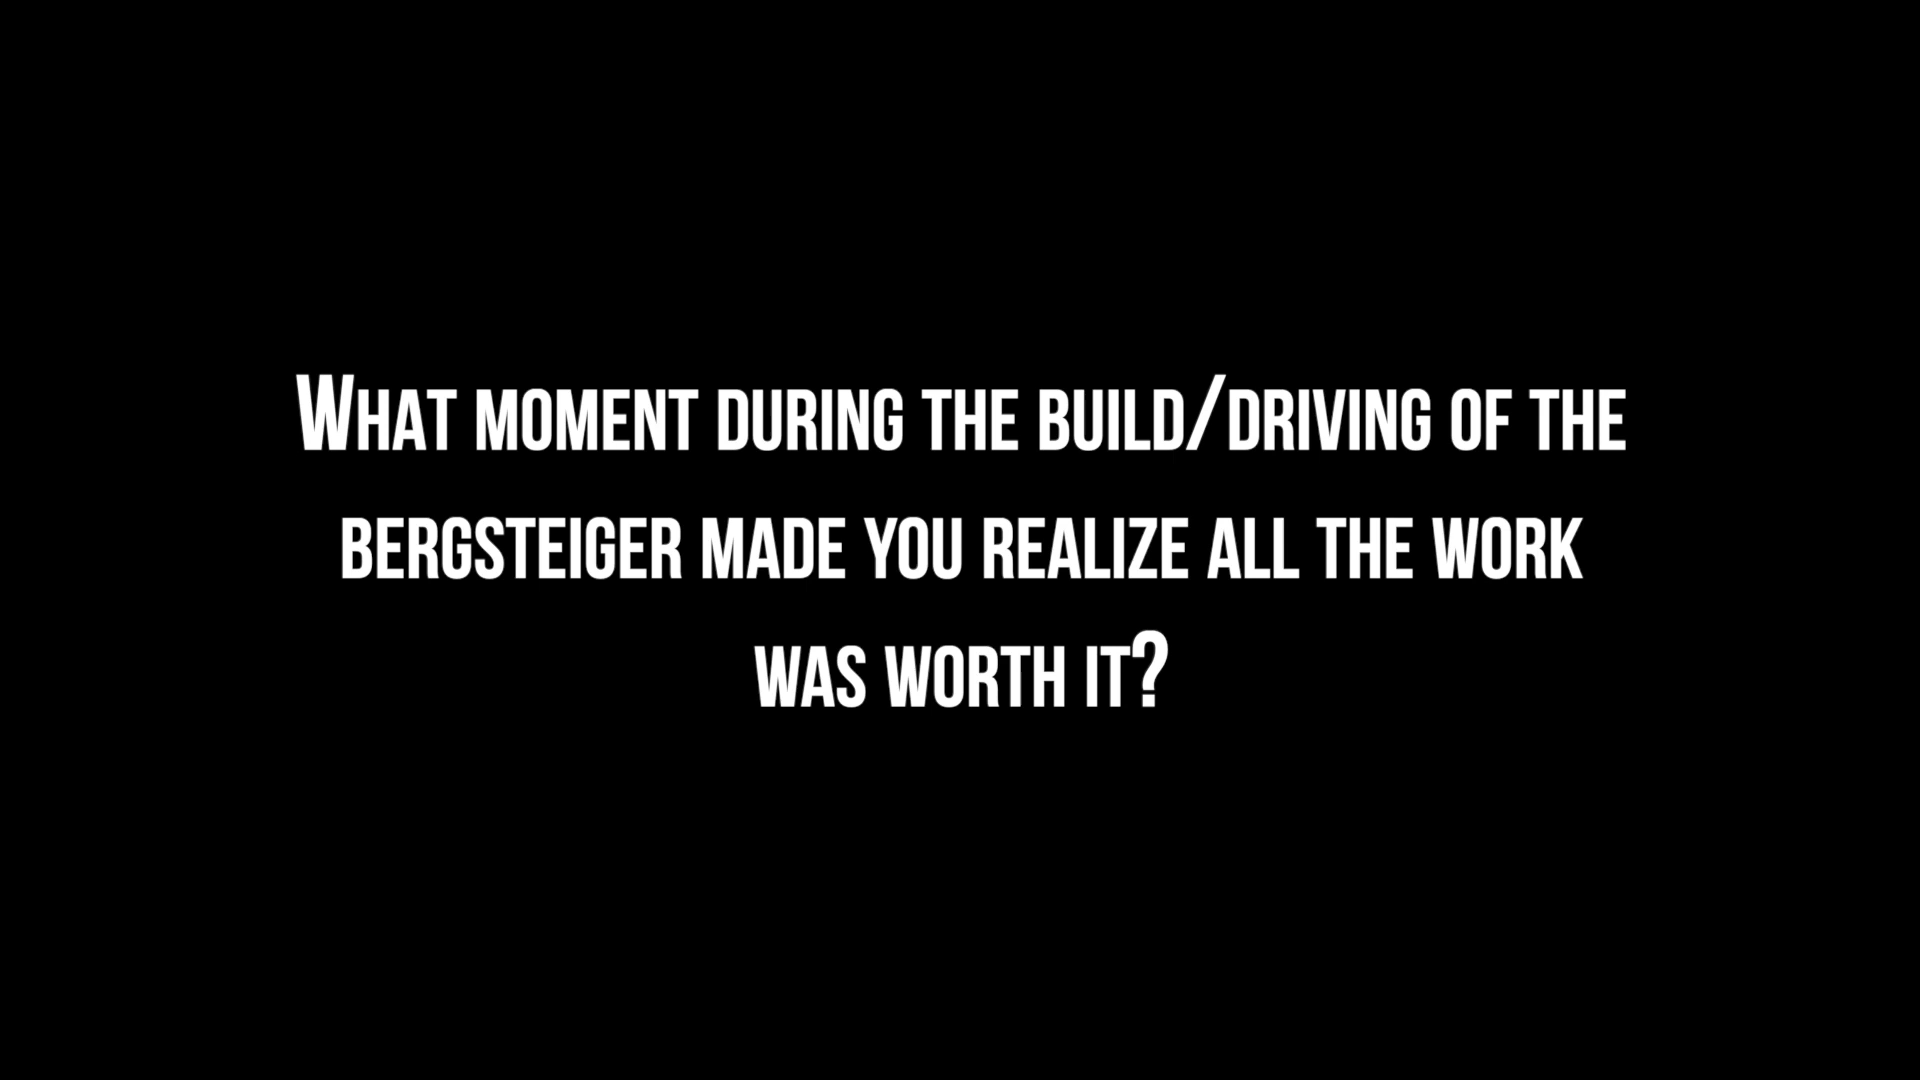 What moment during the build/driving of the
bergsteiger made you realize all the work
was worth it?